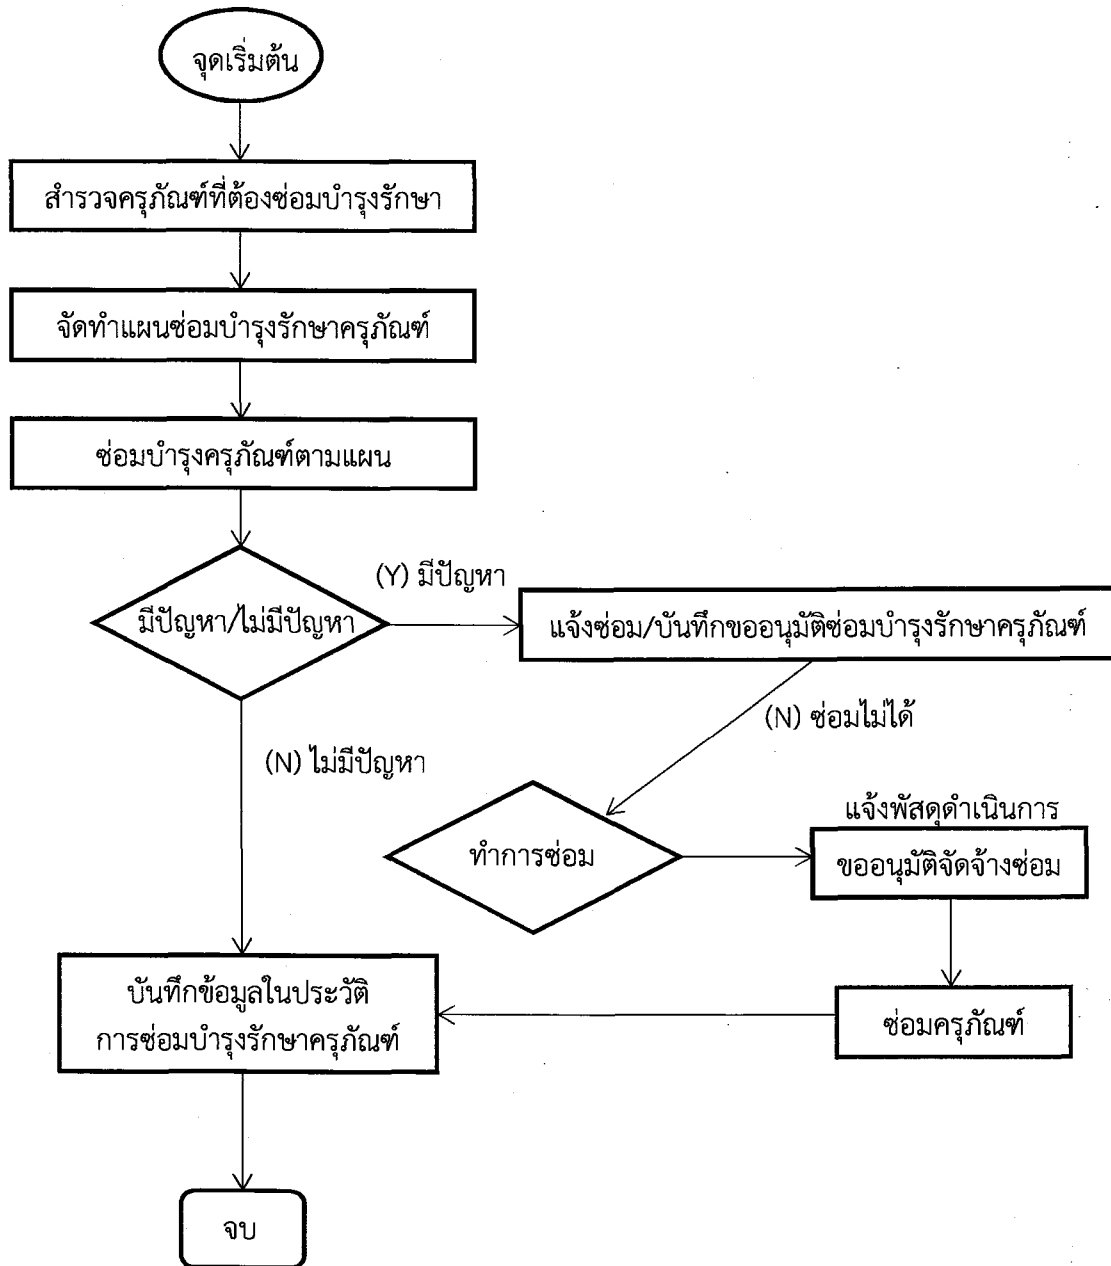 จุดเริ่มต้น
สำรวจครุภัณฑ์ที่ต้องซ่อมบำรุงรักษา
จัดทำแผนซ่อมบำรุงรักษาครุภัณฑ์
ซ่อมบำรุงครุภัณฑ์ตามแผน
(Y) มีปัญหา
มีปัญหา/ไม่มีปัญหา
แจ้งซ่อม/บันทึกขออนุมัติซ่อมบำรุงรักษาครุภัณฑ์
(N) ซ่อมไม่ได้
(N) ไม่มีปัญหา
แจ้งพัสดุดำเนินการ
ทำการซ่อม
ขออนุมัติจัดจ้างซ่อม
บันทึกข้อมูลในประวัติ
การซ่อมบำรุงรักษาครุภัณฑ์
ซ่อมครุภัณฑ์
จบ